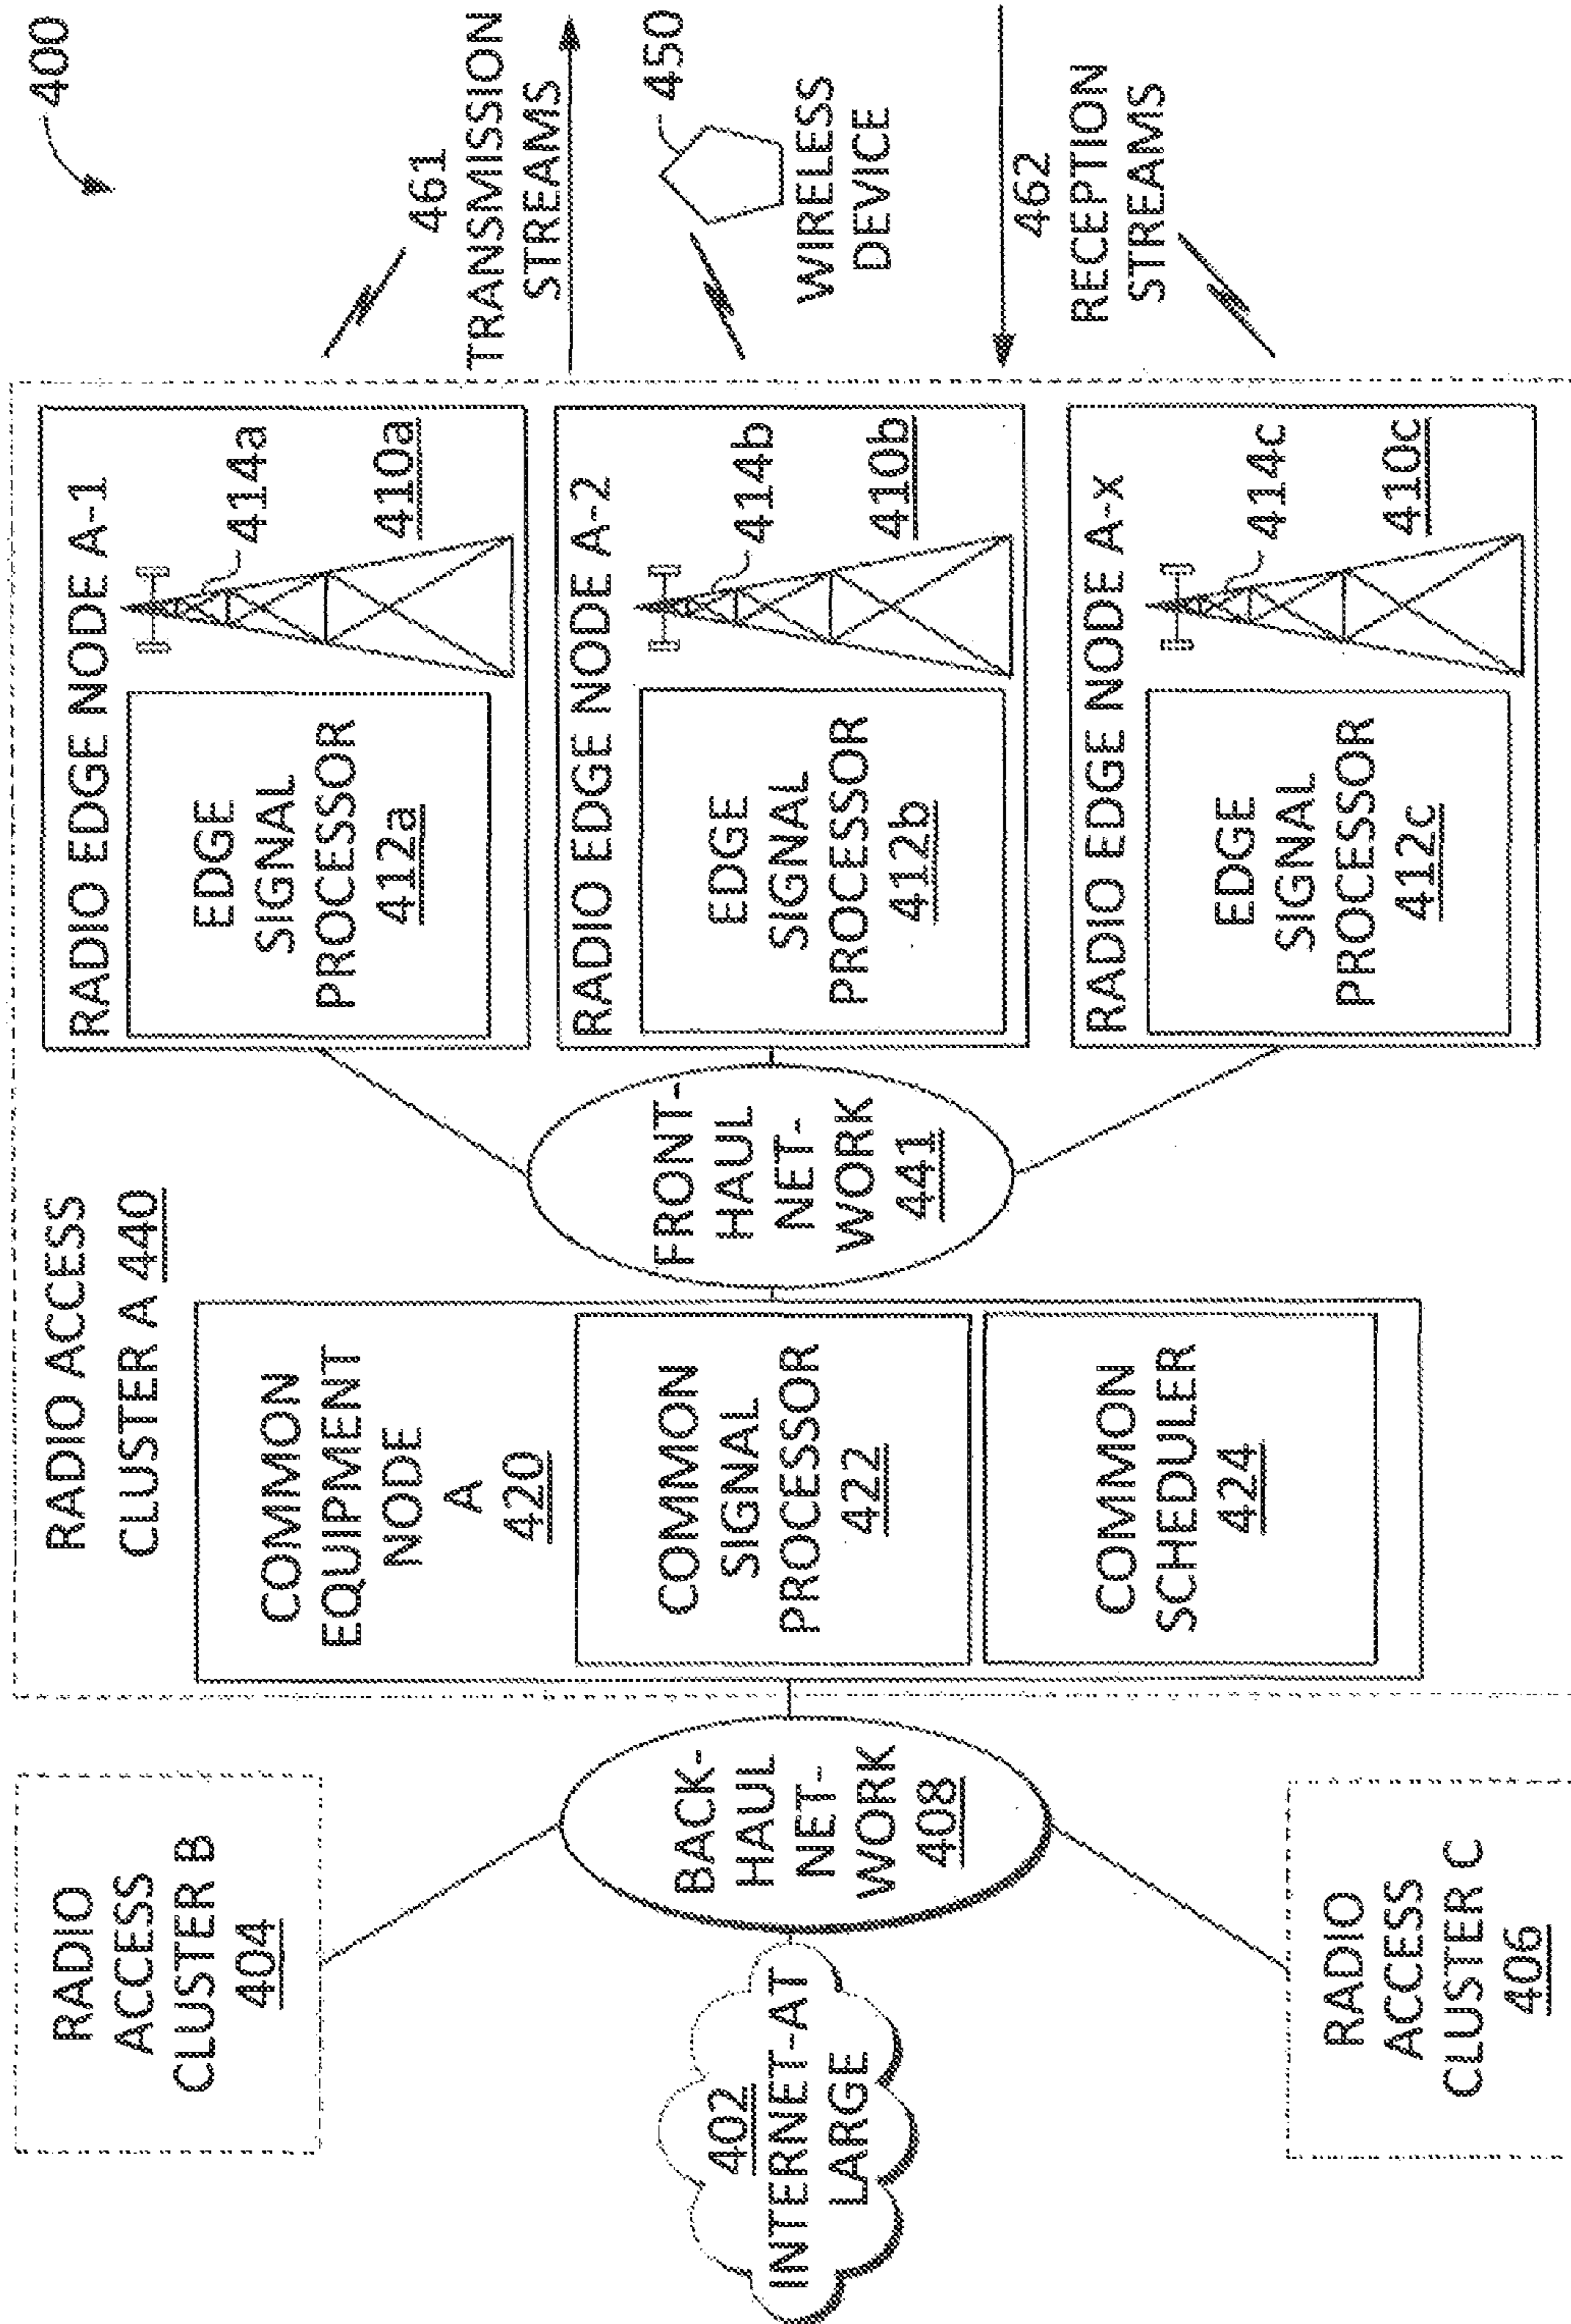 400
RADIO
ACCESS
CLUSTER B
404
402
INTERNET-AT
LARGE
RADIO
ACCESS
CLUSTER C
406
BACK-
HAUL
NET-
WORK
408
RADIO ACCESS
CLUSTER A 440
COMMON
EQUIPMENT
NODE
A
420
COMMON
SIGNAL
PROCESSOR
422
COMMON
SCHEDULER
424
FRONT-
HAUL
NET-
WORK
441
RADIO EDGE NODE A-1
EDGE
SIGNAL
PROCESSOR
412a
414a
410a
RADIO EDGE NODE A-2
EDGE
SIGNAL
PROCESSOR
412b
414b
410b
RADIO EDGE NODE A-X
EDGE
SIGNAL
PROCESSOR
412c
414c
410c
461
TRANSMISSION
STREAMS
450
WIRELESS
DEVICE
462
RECEPTION
STREAMS